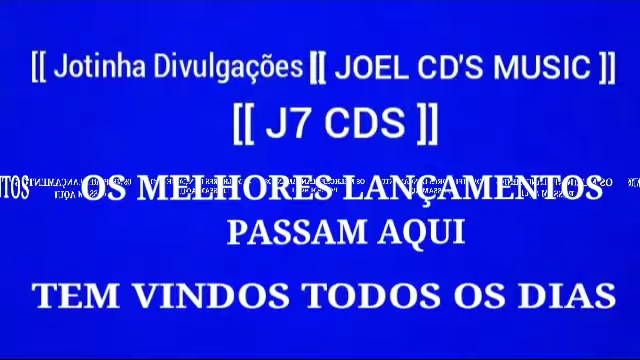 [[ Jotinha Divulgações ][ JOEL CD'S MUSIC ]]
[[ J7 CDS ]]
OS MELHORES LANÇAMENTOS
PASSAM AQUI
TEM VINDOS TODOS OS DIAS